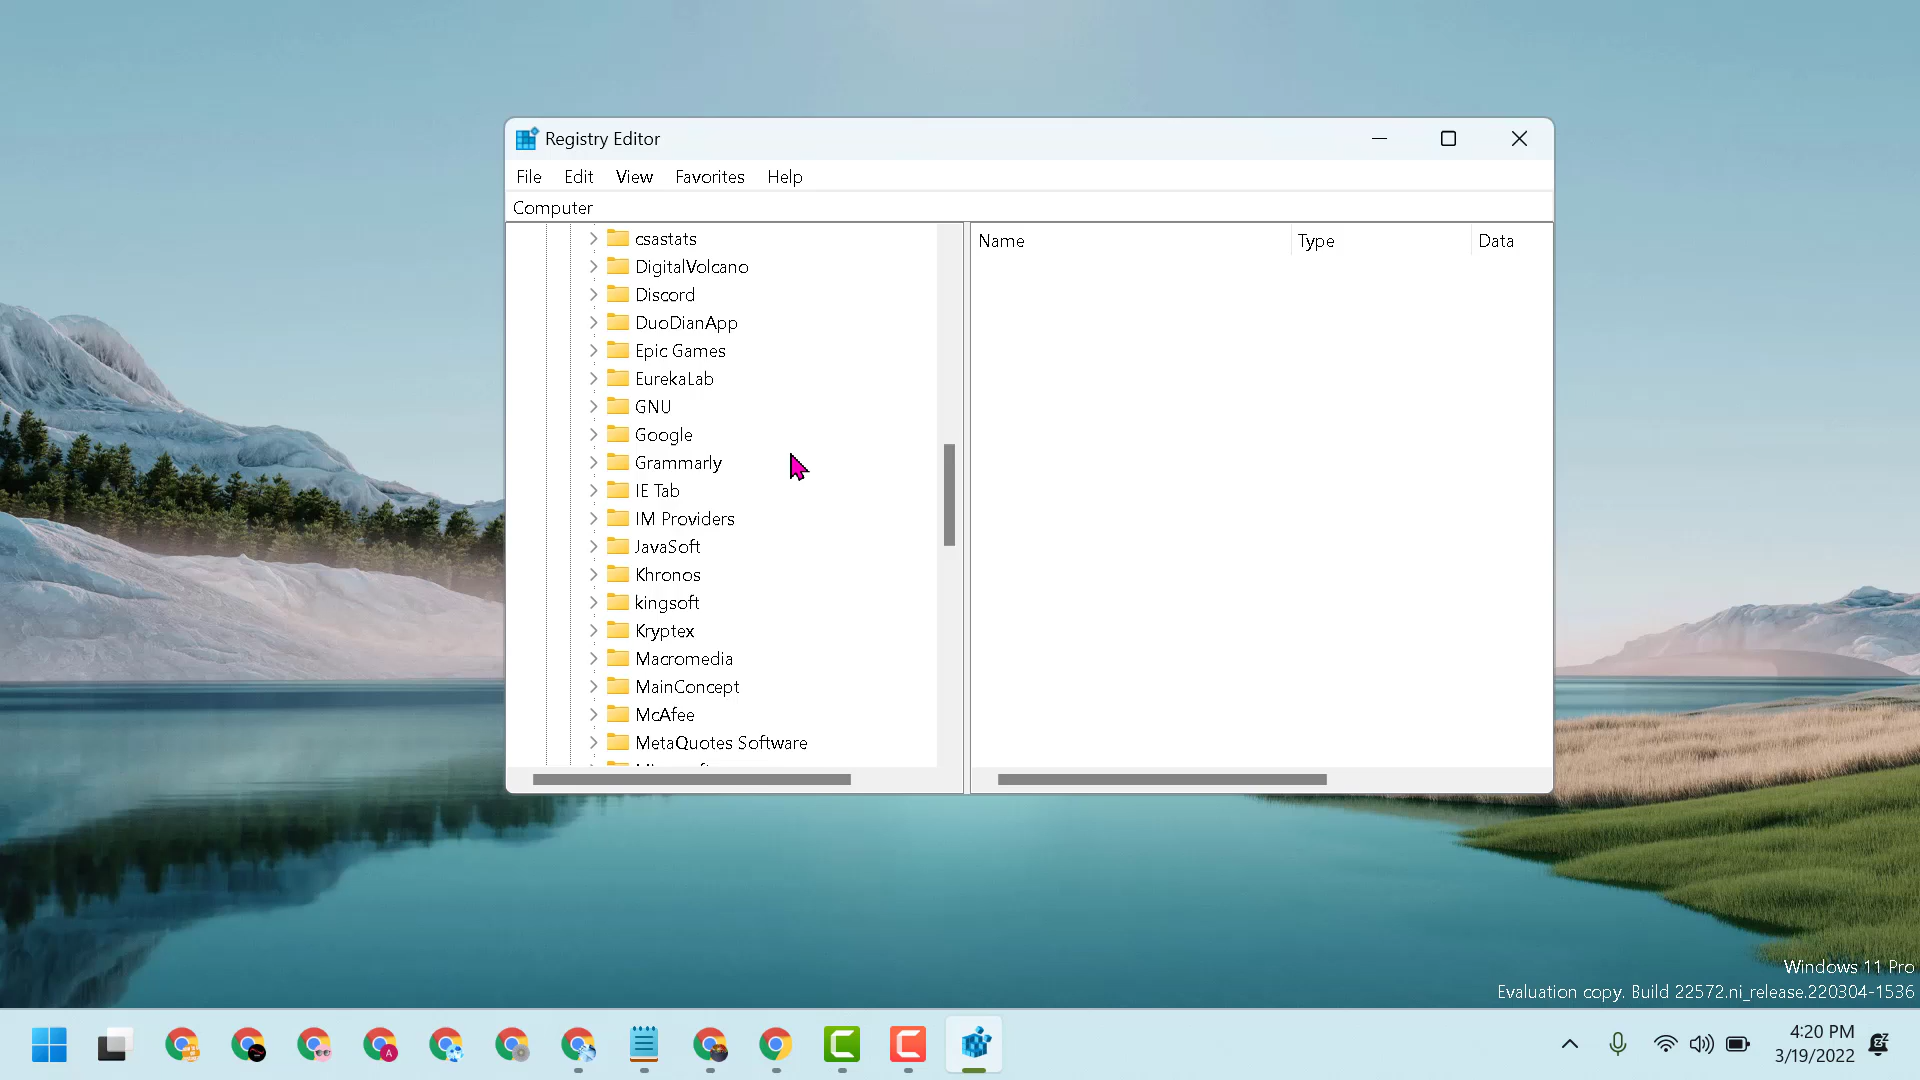 Registry Editor
File Edit View Favorites Help
Computer
Name Type Data
csastats
DigitalVolcano
Discord
DuoDianApp
Epic Games
EurekaLab
GNU
Google
Grammarly
IE Tab
IM Providers
JavaSoft
Khronos
kingsoft
Kryptex
Macromedia
MainConcept
McAfee
MetaQuotes Software
Windows 11 Pro
Evaluation copy. Build 22572.ni_release.220304-1536
A
4:20 PM
3/19/2022